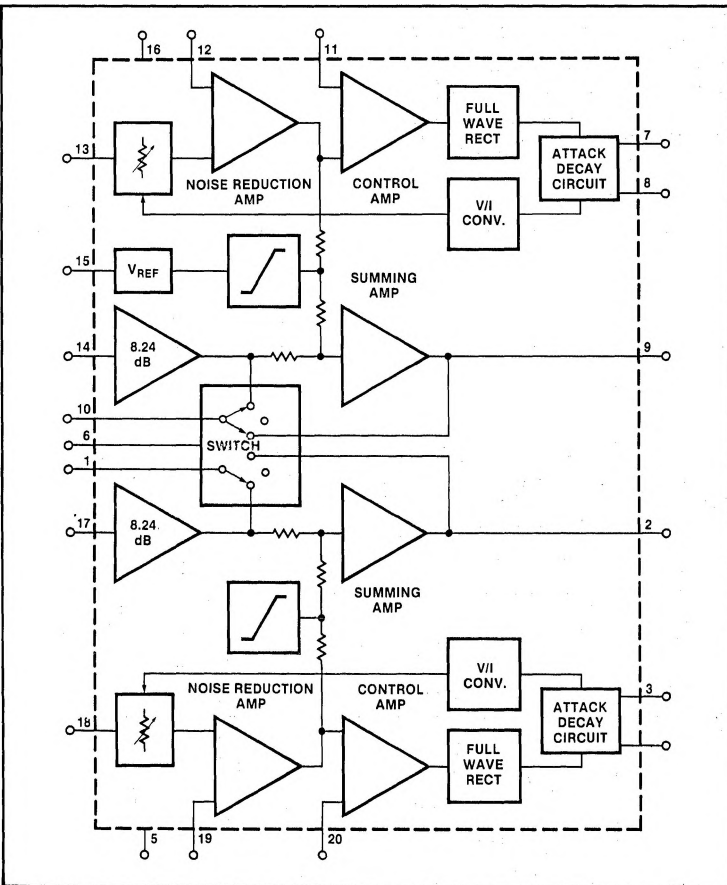 16
12
11
FULL
WAVE
RECT
7
ATTACK
DECAY
CIRCUIT
13
8
NOISE REDUCTION
AMP
CONTROL
AMP
V/I
CONV.
15
VREF
SUMMING
AMP
14
8.24
dB
9
10
6
SWITCH
1
17
8.24
dB
2
SUMMING
AMP
V/I
CONV.
NOISE REDUCTION
AMP
CONTROL
AMP
3
ATTACK
DECAY
CIRCUIT
18
FULL
WAVE
RECT
5
19
20